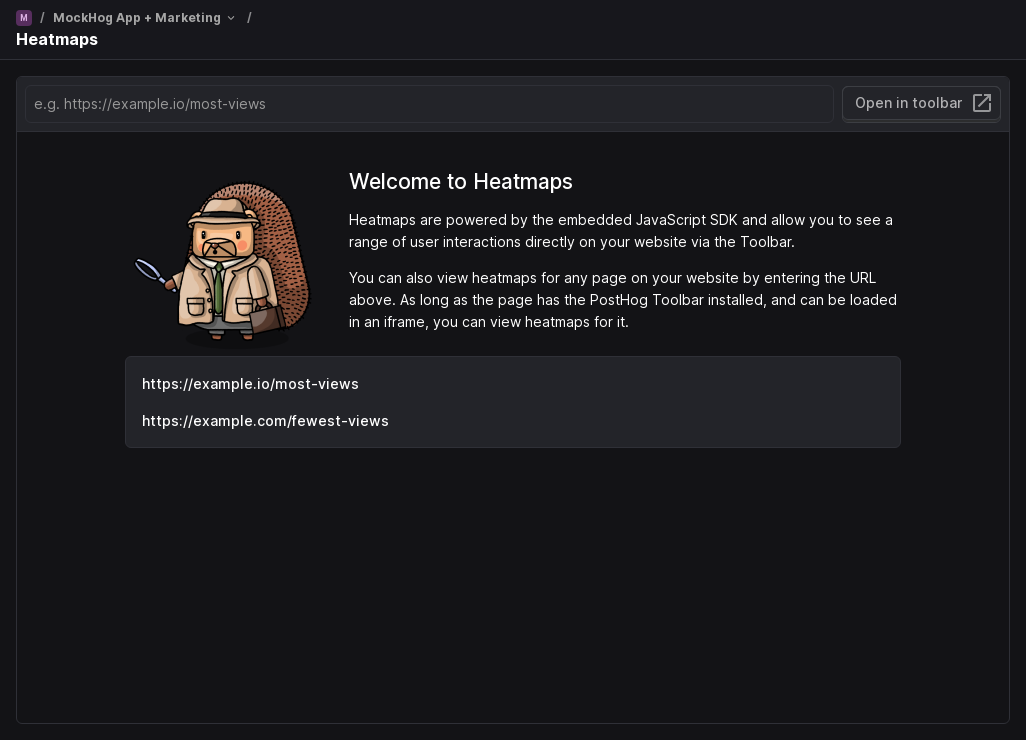 M / MockHog App + Marketing /
Heatmaps
e.g. https://example.io/most-views
Open in toolbar
Welcome to Heatmaps
Heatmaps are powered by the embedded JavaScript SDK and allow you to see a
range of user interactions directly on your website via the Toolbar.
You can also view heatmaps for any page on your website by entering the URL
above. As long as the page has the PostHog Toolbar installed, and can be loaded
in an iframe, you can view heatmaps for it.
https://example.io/most-views
https://example.com/fewest-views